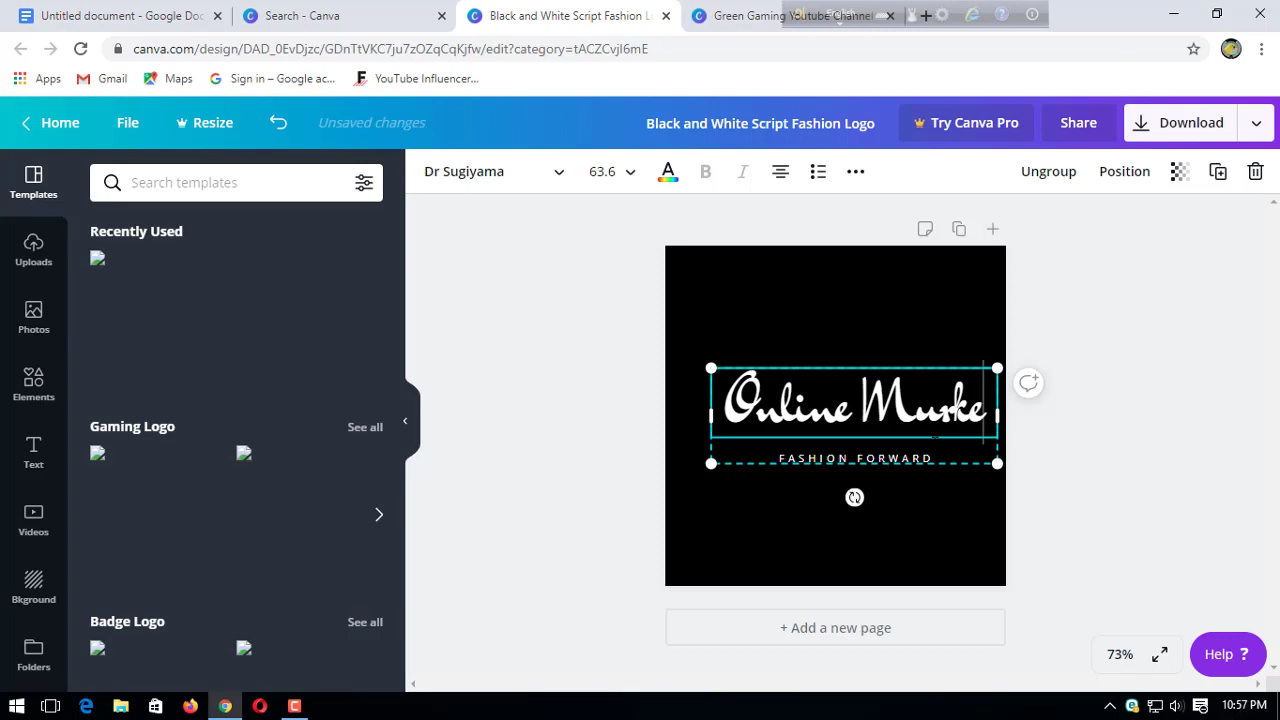 Untitled document - Google Doc
Search - Canva
Black and White Script Fashion L
Green Gaming Youtube Channel
English
canva.com/design/DAD_0EvDjzc/GDnTtVKC7ju7zOZqCqKjfw/edit?category=tACZCvjI6mE
Apps
Gmail
Maps
Sign in – Google ac...
YouTube Influencer...
Home
File
Resize
Unsaved changes
Black and White Script Fashion Logo
Try Canva Pro
Share
Download
Templates
Search templates
Dr Sugiyama
63.6
A
B
I
Ungroup
Position
Recently Used
Uploads
Photos
Elements
Text
Videos
Bkground
Folders
Gaming Logo
See all
Badge Logo
See all
Online Murke
FASHION FORWARD
+ Add a new page
73%
Help ?
10:57 PM